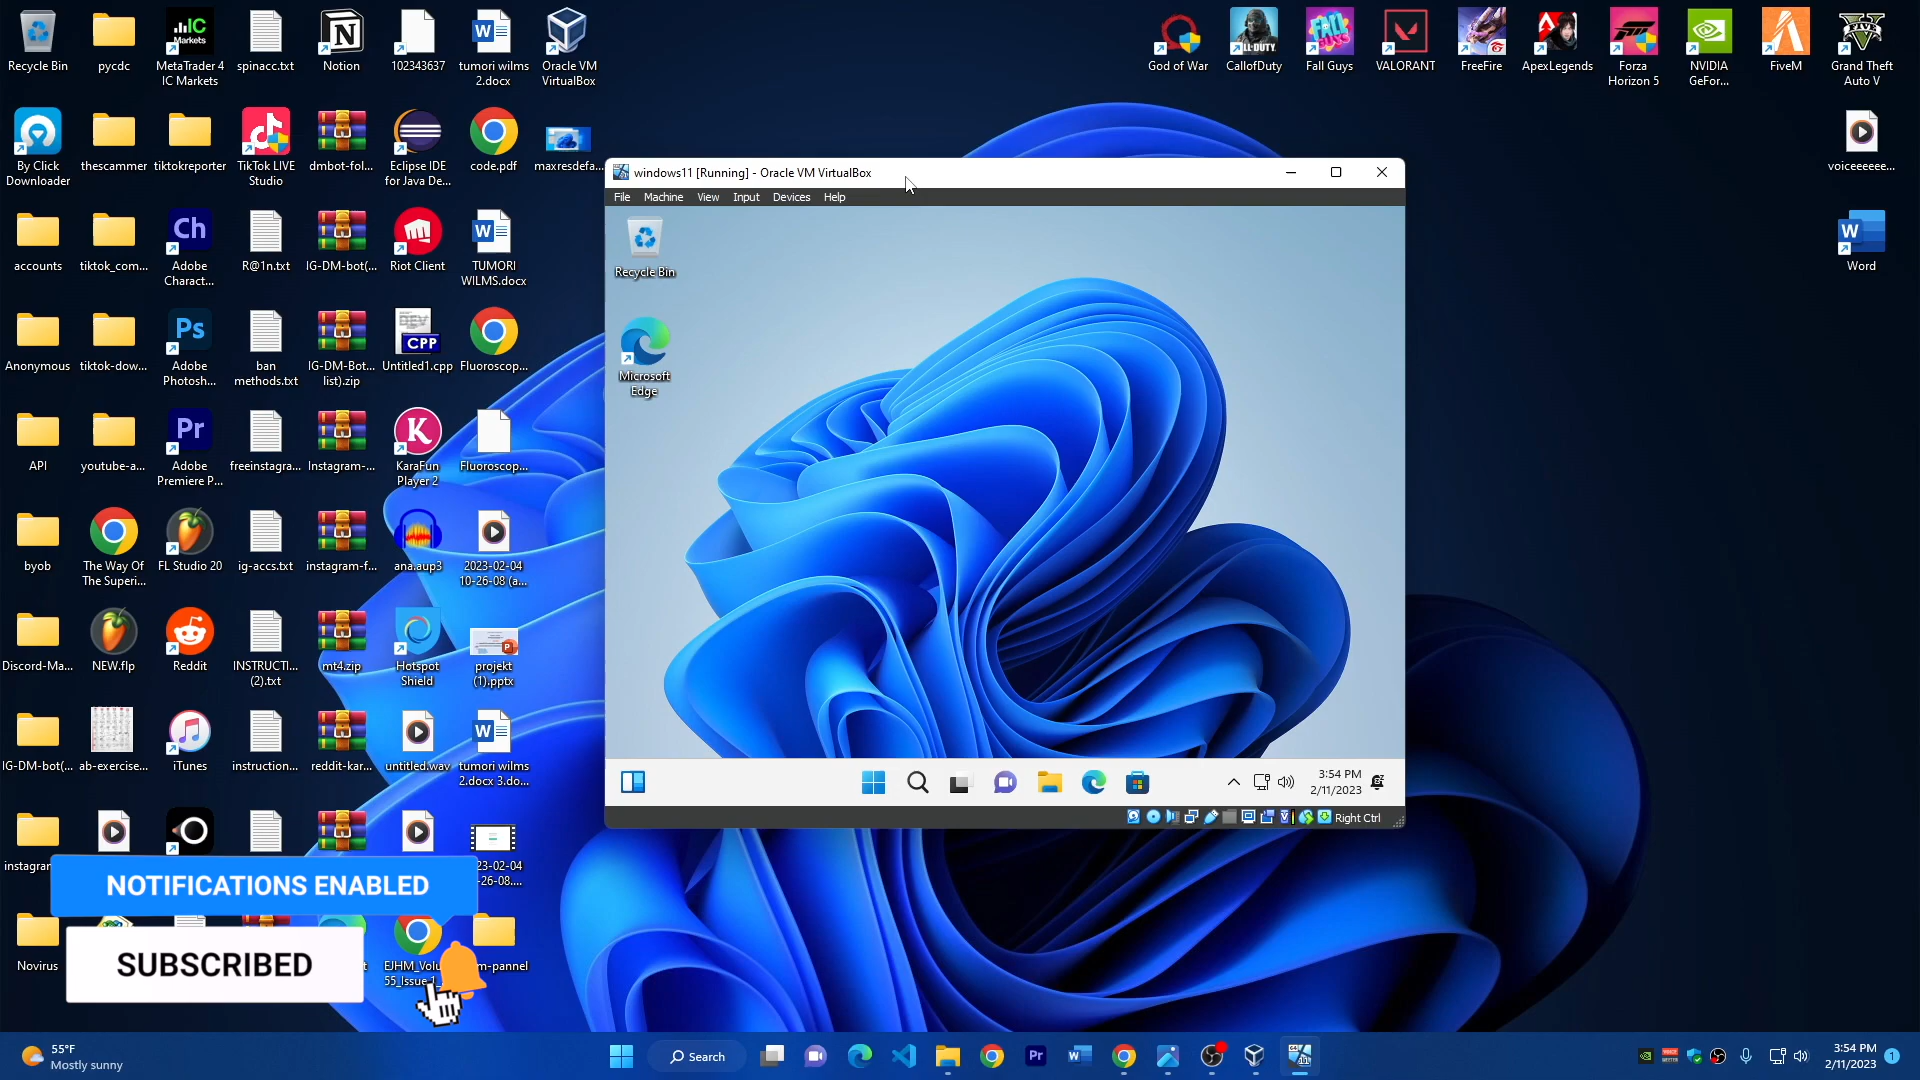 Recycle Bin
pycdc
MetaTrader 4
IC Markets
spinacc.txt
Notion
102343637
tumori wilms
2.docx
Oracle VM
VirtualBox
God of War
CallofDuty
Fall Guys
VALORANT
FreeFire
ApexLegends
Forza
Horizon 5
NVIDIA
GeFor...
FiveM
Grand Theft
Auto V
By Click
Downloader
thescammer
tiktokreporter
TikTok LIVE
Studio
dmbot-fol...
Eclipse IDE
for Java De...
code.pdf
maxresdefa...
voiceeeeee...
accounts
tiktok_com...
Adobe
Charact...
R@1n.txt
IG-DM-bot(...
Riot Client
TUMORI
WILMS.docx
Word
Anonymous
tiktok-dow...
Adobe
Photosh...
ban
methods.txt
IG-DM-Bot...
list).zip
Untitled1.cpp
Fluoroscop...
API
youtube-a...
Adobe
Premiere P...
freeinstagra...
Instagram-...
KaraFun
Player 2
Fluoroscop...
byob
The Way Of
The Superi...
FL Studio 20
ig-accs.txt
instagram-f...
ana.aup3
2023-02-04
10-26-08 (a...
Discord-Ma...
NEW.flp
Reddit
INSTRUCTI...
(2).txt
mt4.zip
Hotspot
Shield
projekt
(1).pptx
IG-DM-bot(...
ab-exercise...
iTunes
instruction...
reddit-kar...
untitled.wav
tumori wilms
2.docx 3.do...
instagra
23-02-04
-26-08....
NOTIFICATIONS ENABLED
Novirus
SUBSCRIBED
EJHM_Volu
55_Issue 1_
m-pannel
windows11 [Running] - Oracle VM VirtualBox
File Machine View Input Devices Help
Recycle Bin
Microsoft
Edge
3:54 PM
2/11/2023
Right Ctrl
55°F
Mostly sunny
Search
3:54 PM
2/11/2023
1